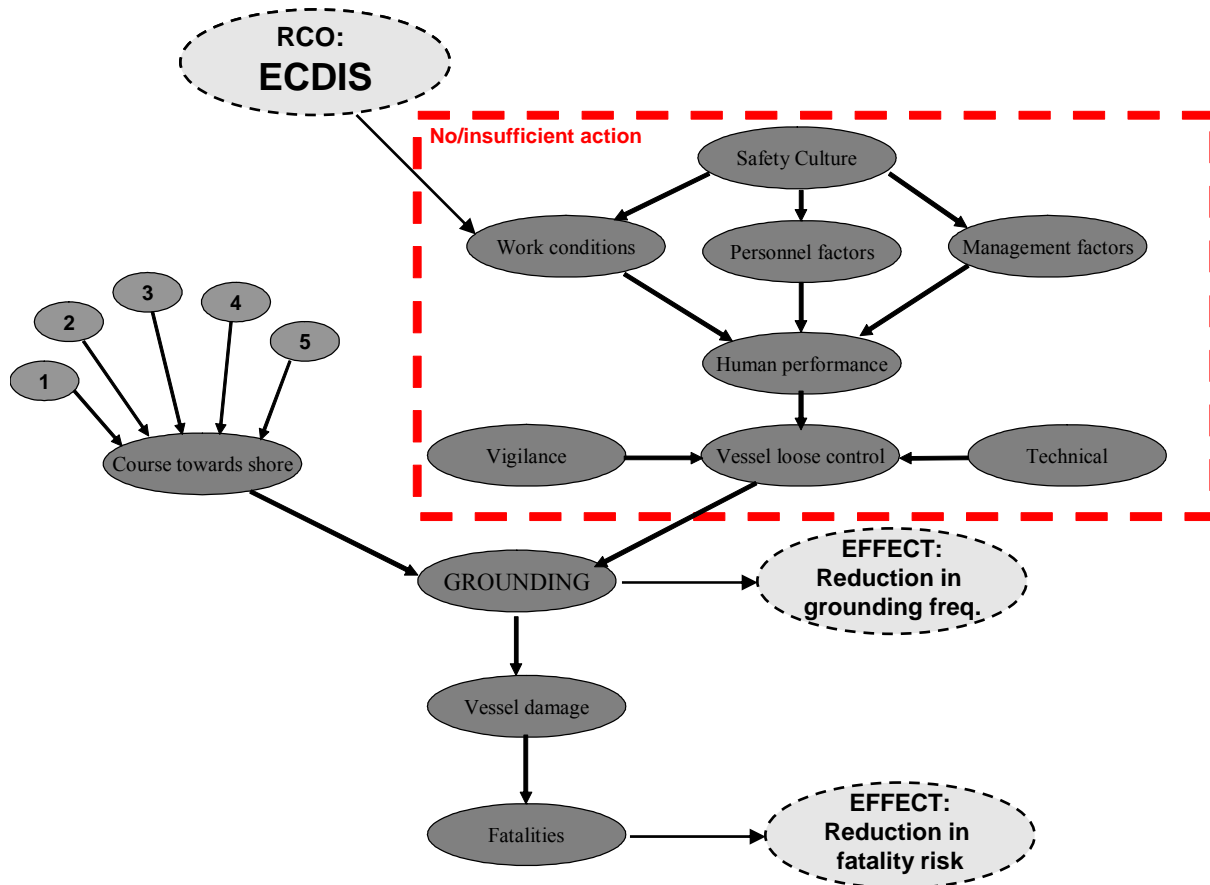 RCO:
ECDIS
No/insufficient action
Safety Culture
Work conditions
Personnel factors
Management factors
1
2
3
4
5
Human performance
Course towards shore
Vigilance
Vessel loose control
Technical
GROUNDING
EFFECT:
Reduction in
grounding freq.
Vessel damage
Fatalities
EFFECT:
Reduction in
fatality risk